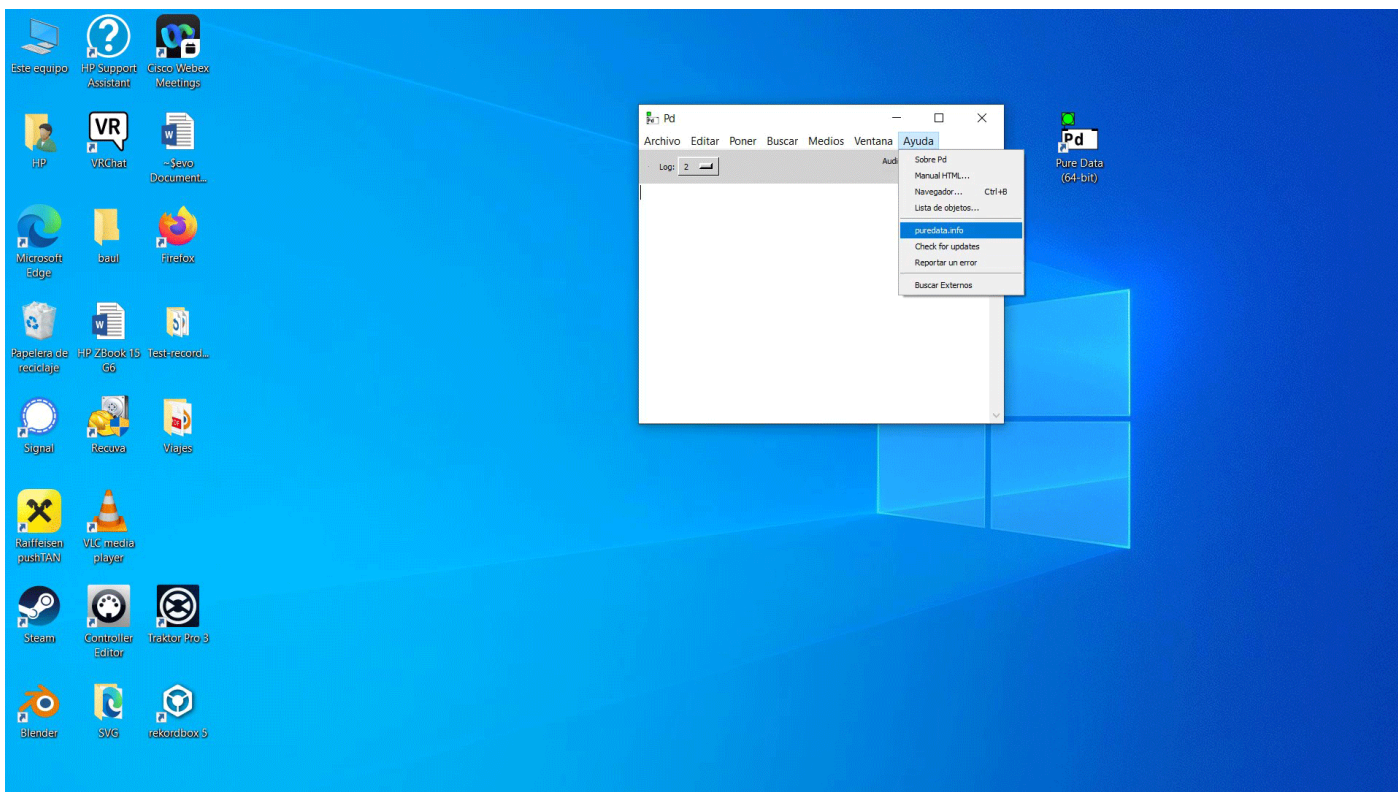 Este equipo
HP Support
Assistant
Cisco Webex
Meetings
HP
VR
VRChat
~$evo
Document...
Microsoft
Edge
baul
Firefox
Papelera de
reciclaje
HP ZBook 15
G6
Test-record...
Signal
Recuva
Viajes
Raiffeisen
pushTAN
VLC media
player
Steam
Controller
Editor
Traktor Pro 3
Blender
SVG
rekordbox 5
Pd
Archivo Editar Poner Buscar Medios Ventana Ayuda
Log: 2
Audi
Sobre Pd
Manual HTML...
Navegador... Ctrl+B
Lista de objetos...
puredata.info
Check for updates
Reportar un error
Buscar Externos
Pd
Pure Data
(64-bit)